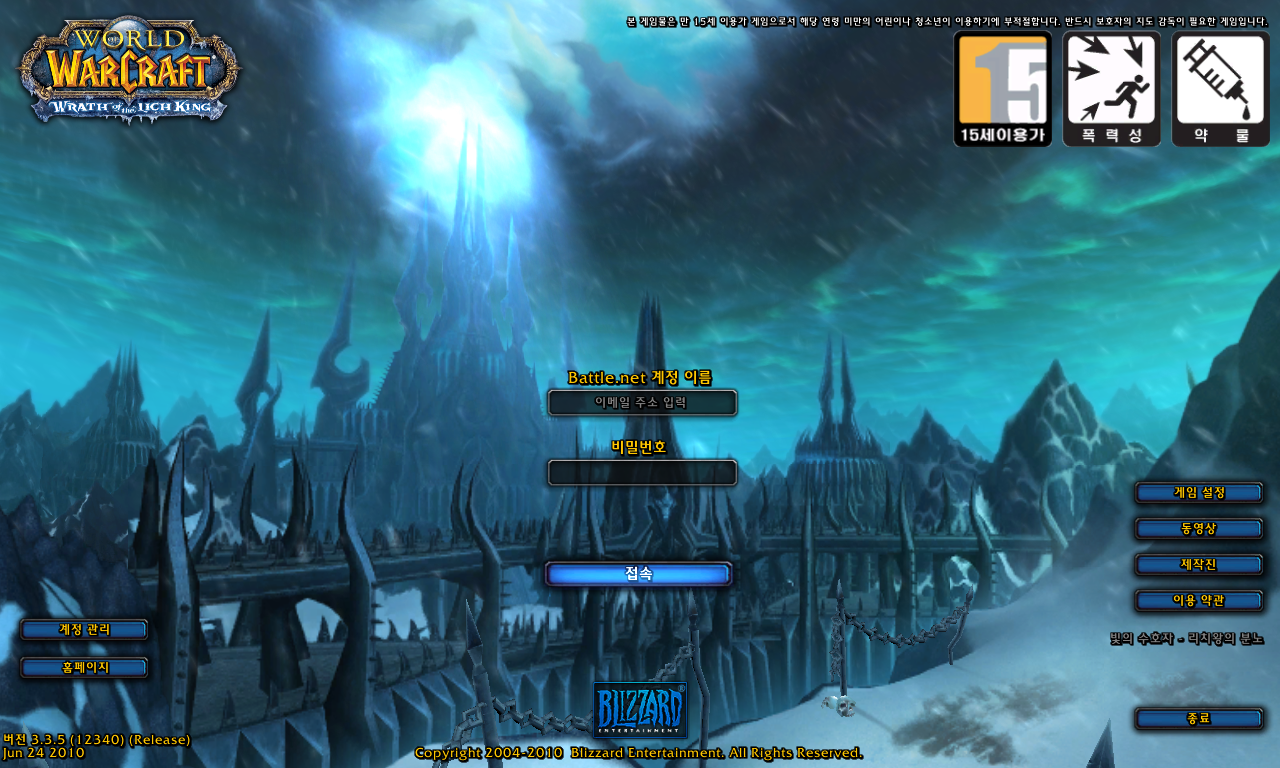 WORLD
OF
WARCRAFT
WRATH of the LICH KING
본 게임물은 만 15세 이용가 게임으로서 해당 연령 미만의 어린이나 청소년이 이용하기에 부적절합니다. 반드시 보호자의 지도 감독이 필요한 게임입니다.
15
15세이용가
폭력성
약물
Battle.net 계정 이름
이메일 주소 입력
비밀번호
접속
게임 설정
동영상
제작진
이용 약관
빛의 수호자 - 리치왕의 분노
종료
계정 관리
홈페이지
버전 3.3.5 (12340) (Release)
Jun 24 2010
BLIZZARD®
ENTERTAINMENT
Copyright 2004-2010 Blizzard Entertainment. All Rights Reserved.